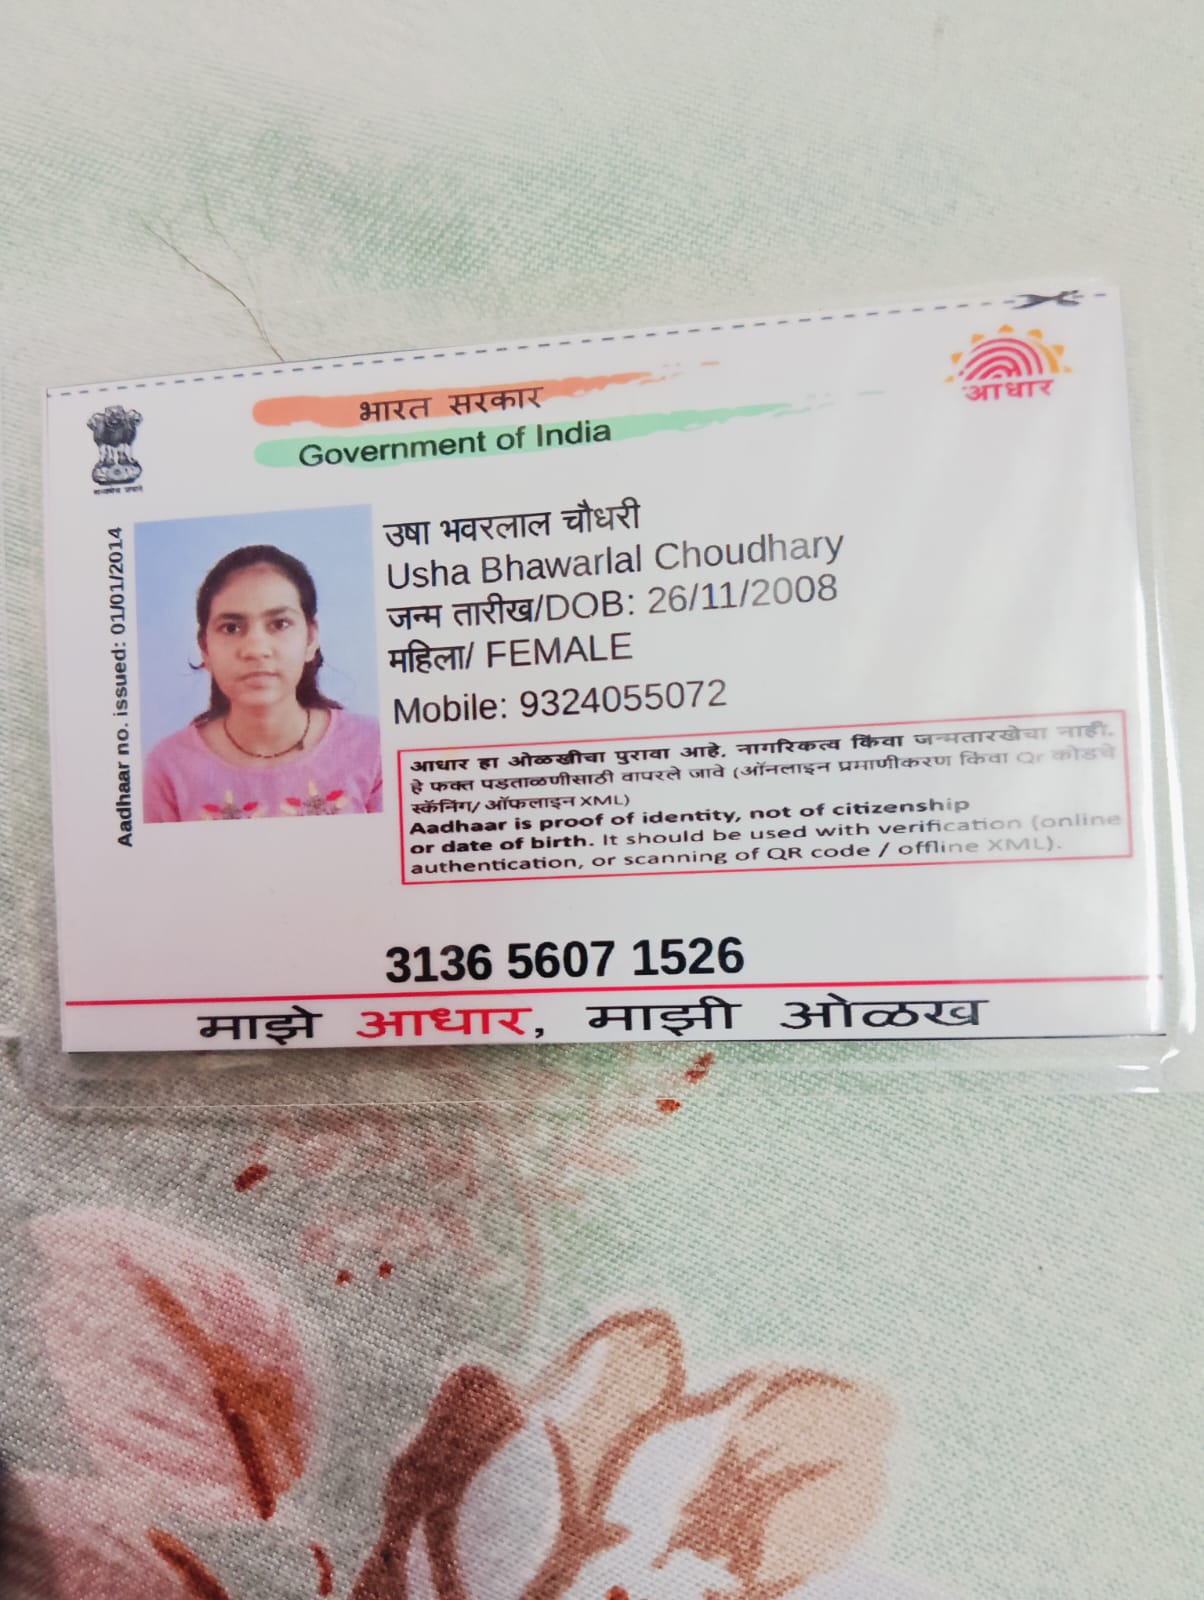 भारत सरकार
Government of India
आधार
Aadhaar no. issued: 01/01/2014
उषा भवरलाल चौधरी
Usha Bhawarlal Choudhary
जन्म तारीख/DOB: 26/11/2008
महिला/ FEMALE
Mobile: 9324055072
आधार हा ओळखीचा पुरावा आहे. नागरिकत्व किंवा जन्मतारखेचा नाही.
हे फक्त पडताळणीसाठी वापरले जावे (ऑनलाइन प्रमाणीकरण किंवा Qr कोडचे
स्कॅनिंग/ ऑफलाइन XML)
Aadhaar is proof of identity, not of citizenship
or date of birth. It should be used with verification (online
authentication, or scanning of QR code / offline XML).
3136 5607 1526
माझे आधार, माझी ओळख